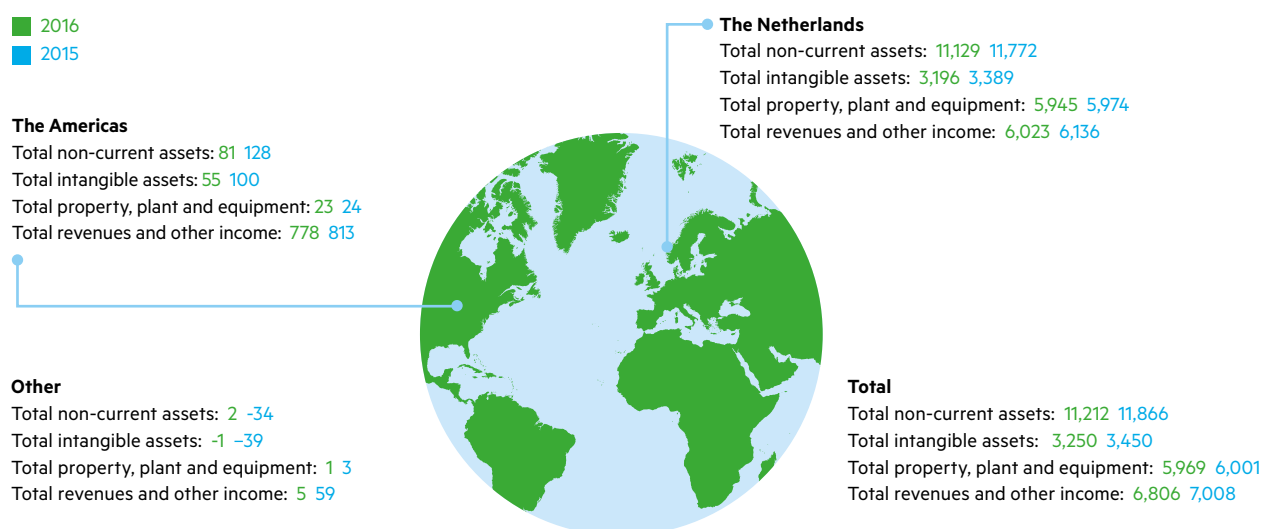 2016
2015
The Netherlands
Total non-current assets: 11,129 11,772
Total intangible assets: 3,196 3,389
Total property, plant and equipment: 5,945 5,974
Total revenues and other income: 6,023 6,136
The Americas
Total non-current assets: 81 128
Total intangible assets: 55 100
Total property, plant and equipment: 23 24
Total revenues and other income: 778 813
Other
Total non-current assets: 2 -34
Total intangible assets: -1 –39
Total property, plant and equipment: 1 3
Total revenues and other income: 5 59
Total
Total non-current assets: 11,212 11,866
Total intangible assets: 3,250 3,450
Total property, plant and equipment: 5,969 6,001
Total revenues and other income: 6,806 7,008